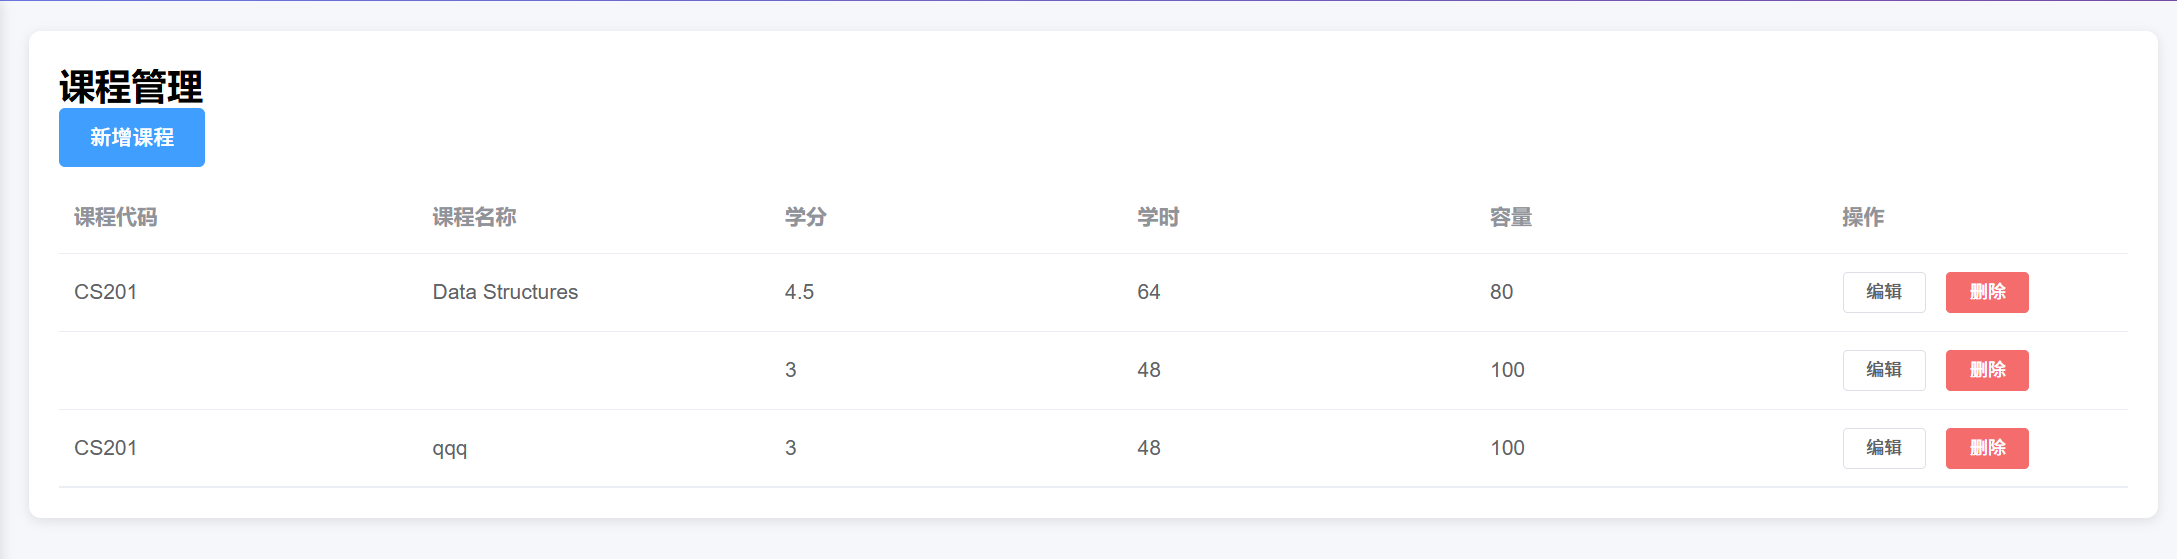 课程管理
新增课程
课程代码 课程名称 学分 学时 容量 操作
CS201 Data Structures 4.5 64 80 编辑 删除
3 48 100 编辑 删除
CS201 qqq 3 48 100 编辑 删除